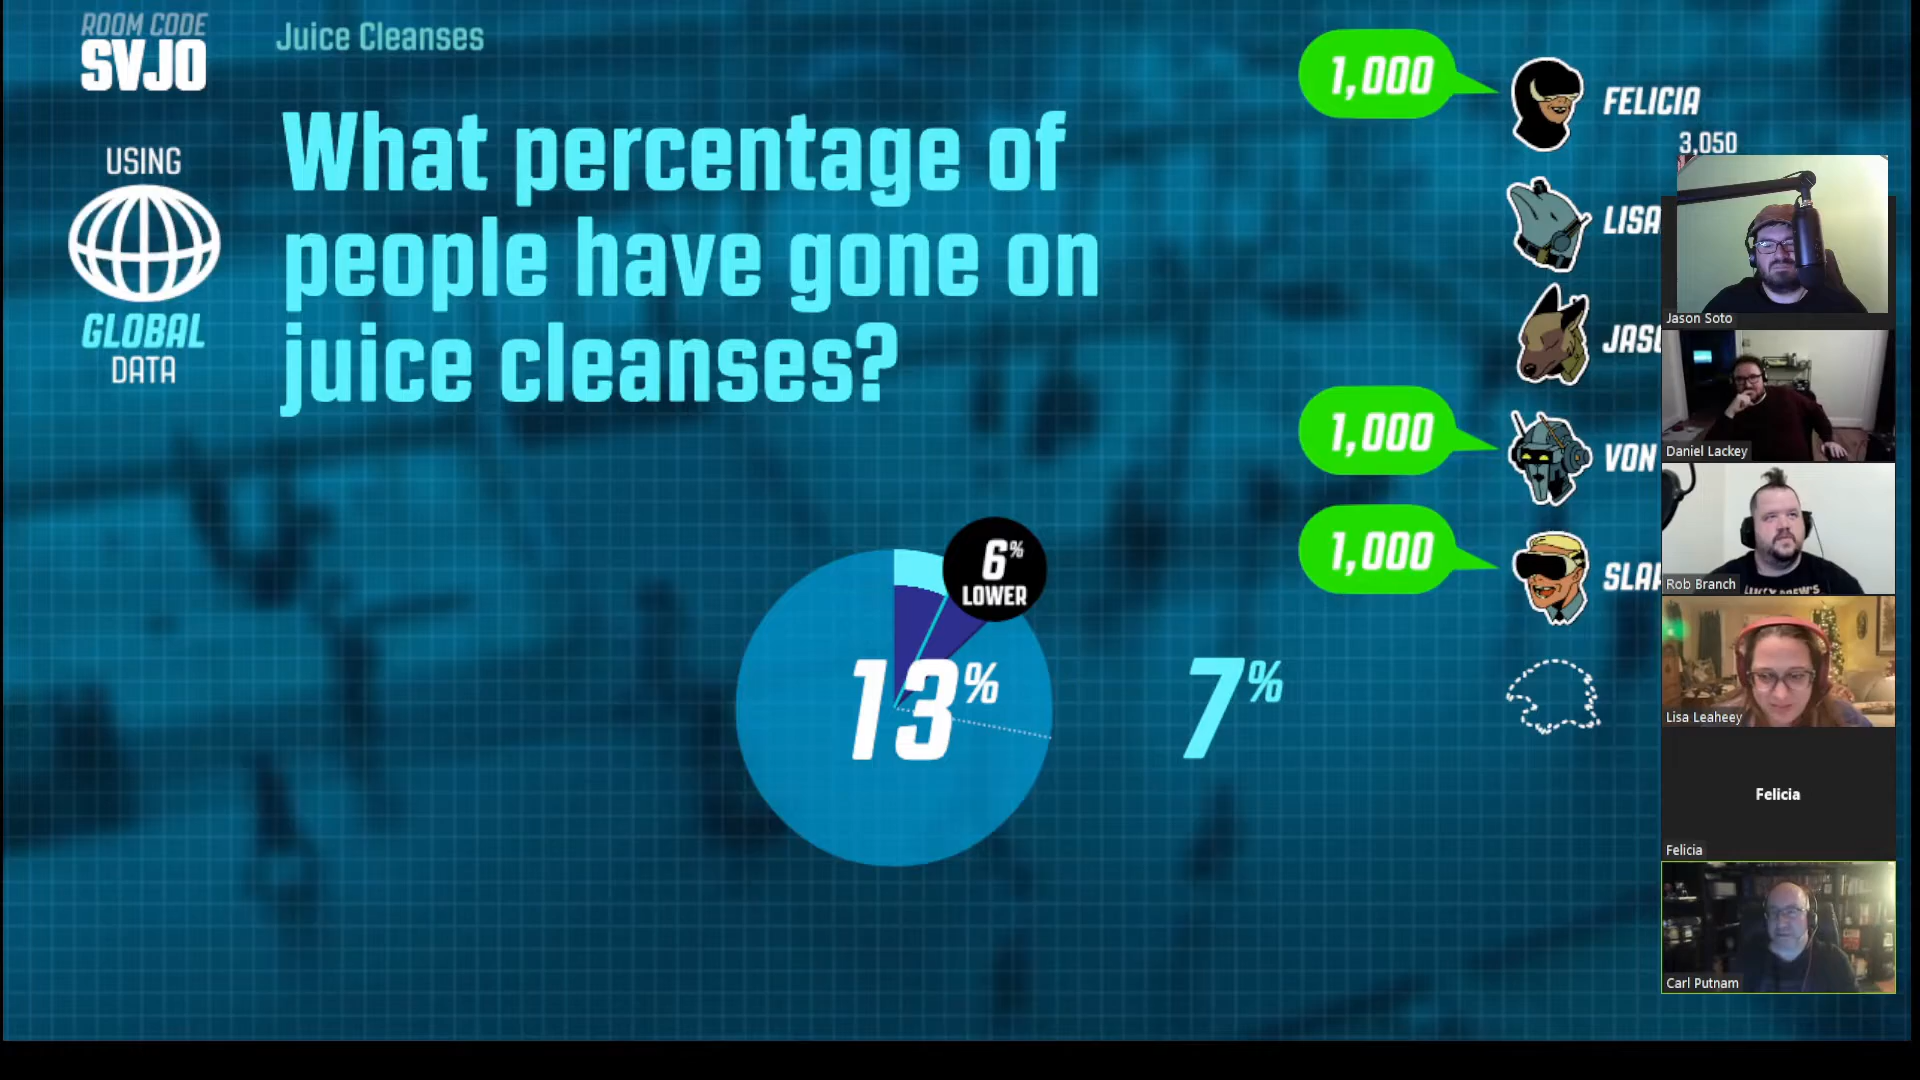 ROOM CODE
SVJO
Juice Cleanses
USING
GLOBAL
DATA
What percentage of
people have gone on
juice cleanses?
6%
LOWER
13%
7%
1,000
FELICIA
3,050
LISA
1,000
VON
1,000
Jason Soto
Daniel Lackey
Rob Branch
Lisa Leaheey
Felicia
Felicia
Carl Putnam